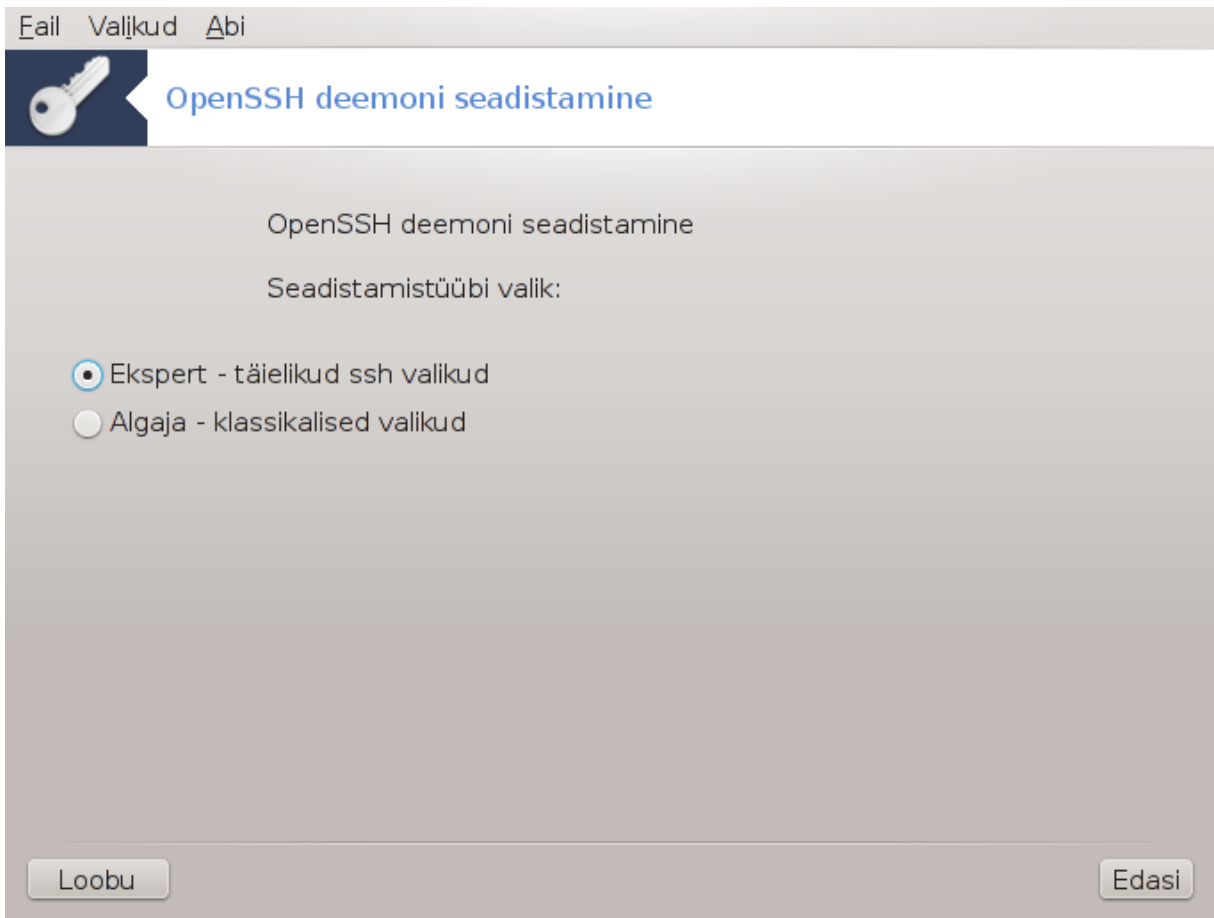 Fail Valikud Abi
OpenSSH deemoni seadistamine
OpenSSH deemoni seadistamine
Seadistamistüübi valik:
Ekspert - täielikud ssh valikud
Algaja - klassikalised valikud
Loobu Edasi